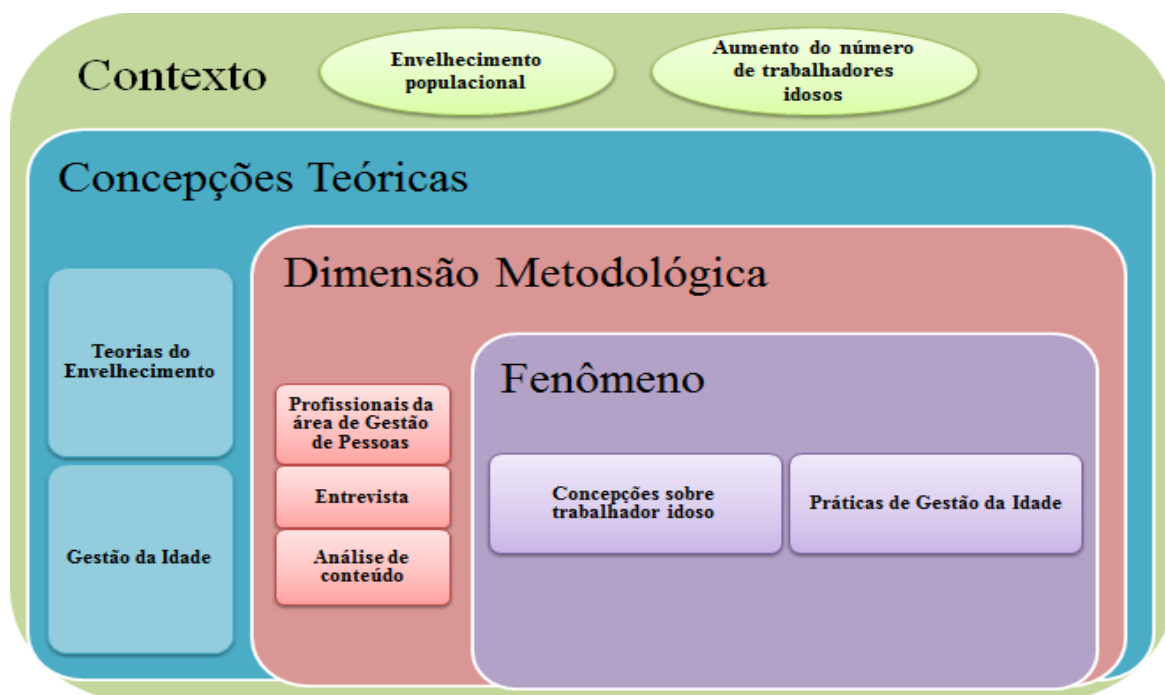 Contexto
Envelhecimento
populacional
Aumento do número
de trabalhadores
idosos
Concepções Teóricas
Teorias do
Envelhecimento
Gestão da Idade
Dimensão Metodológica
Profissionais da
área de Gestão
de Pessoas
Entrevista
Análise de
conteúdo
Fenômeno
Concepções sobre
trabalhador idoso
Práticas de Gestão da Idade